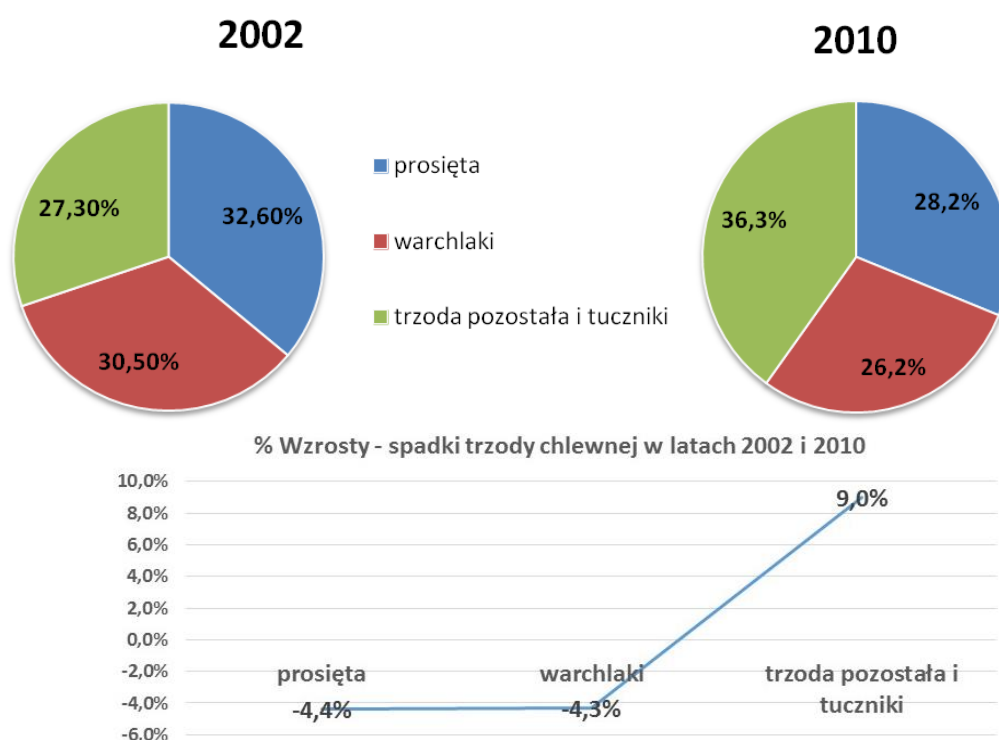 2002
2010
27,30%
32,60%
30,50%
prosięta
warchlaki
trzoda pozostała i tuczniki
36,3%
28,2%
26,2%
% Wzrosty - spadki trzody chlewnej w latach 2002 i 2010
10,0%
8,0%
6,0%
4,0%
2,0%
0,0%
-2,0%
-4,0%
-6,0%
9,0%
prosięta
warchlaki
trzoda pozostała i
tuczniki
-4,4%
-4,3%